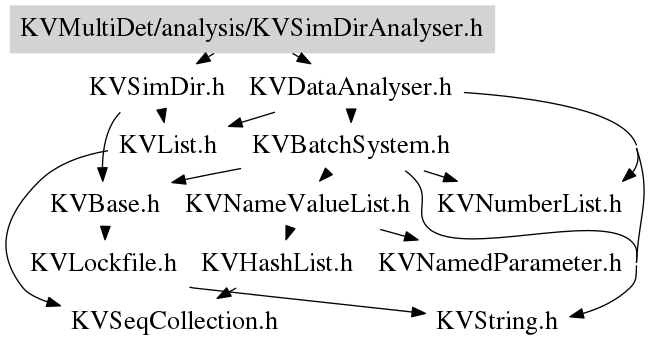 KVMultiDet/analysis/KVSimDirAnalyser.h
KVSimDir.h KVDataAnalyser.h
KVList.h KVBatchSystem.h
KVBase.h KVNameValueList.h KVNumberList.h
KVLockfile.h KVHashList.h KVNamedParameter.h
KVSeqCollection.h KVString.h